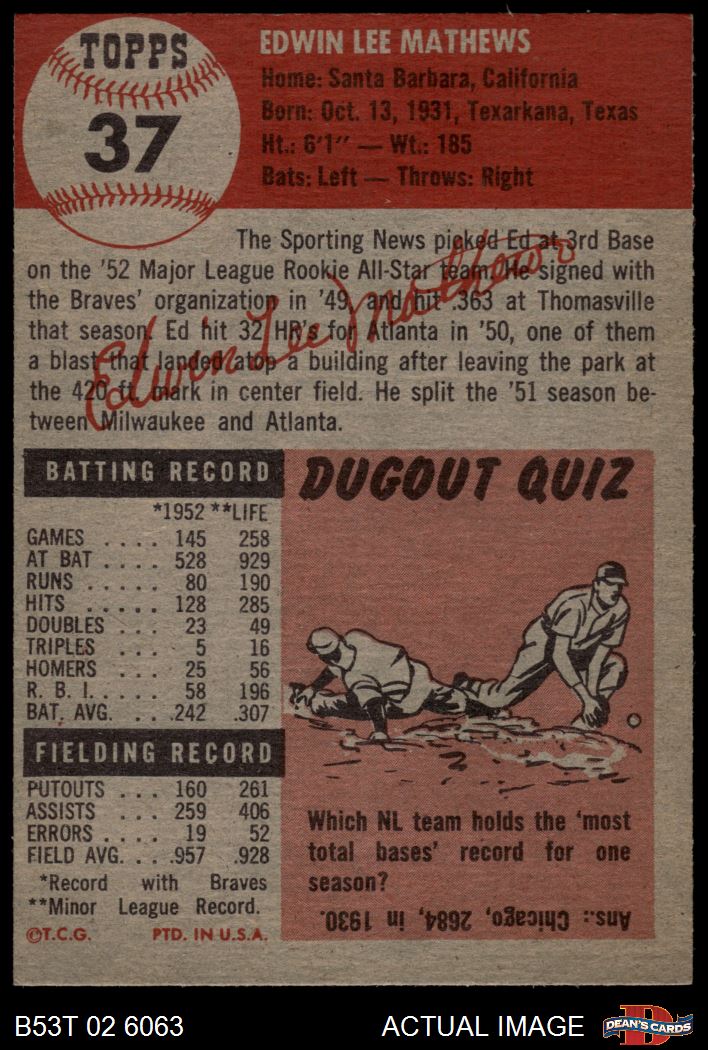 TOPPS
37
EDWIN LEE MATHEWS
Home: Santa Barbara, California
Born: Oct. 13, 1931, Texarkana, Texas
Ht.: 6'1" — Wt.: 185
Bats: Left — Throws: Right
The Sporting News picked Ed at 3rd Base
on the '52 Major League Rookie All-Star team. He signed with
the Braves' organization in '49, and hit .363 at Thomasville
that season. Ed hit 32 HR's for Atlanta in '50, one of them
a blast that landed atop a building after leaving the park at
the 420 ft. mark in center field. He split the '51 season be-
tween Milwaukee and Atlanta.
Edwin Lee Mathews
BATTING RECORD
*1952 **LIFE
GAMES .... 145 258
AT BAT .... 528 929
RUNS ..... 80 190
HITS ..... 128 285
DOUBLES ... 23 49
TRIPLES ... 5 16
HOMERS ... 25 56
R. B. I. .... 58 196
BAT. AVG. ... .242 .307
FIELDING RECORD
PUTOUTS ... 160 261
ASSISTS ... 259 406
ERRORS .... 19 52
FIELD AVG. ... .957 .928
*Record with Braves
**Minor League Record.
©T.C.G. PTD. IN U.S.A.
DUGOUT QUIZ
Which NL team holds the 'most
total bases' record for one
season?
Ans.: Chicago, 2684, in 1930.
B53T 02 6063 ACTUAL IMAGE
D
DEAN'S CARDS